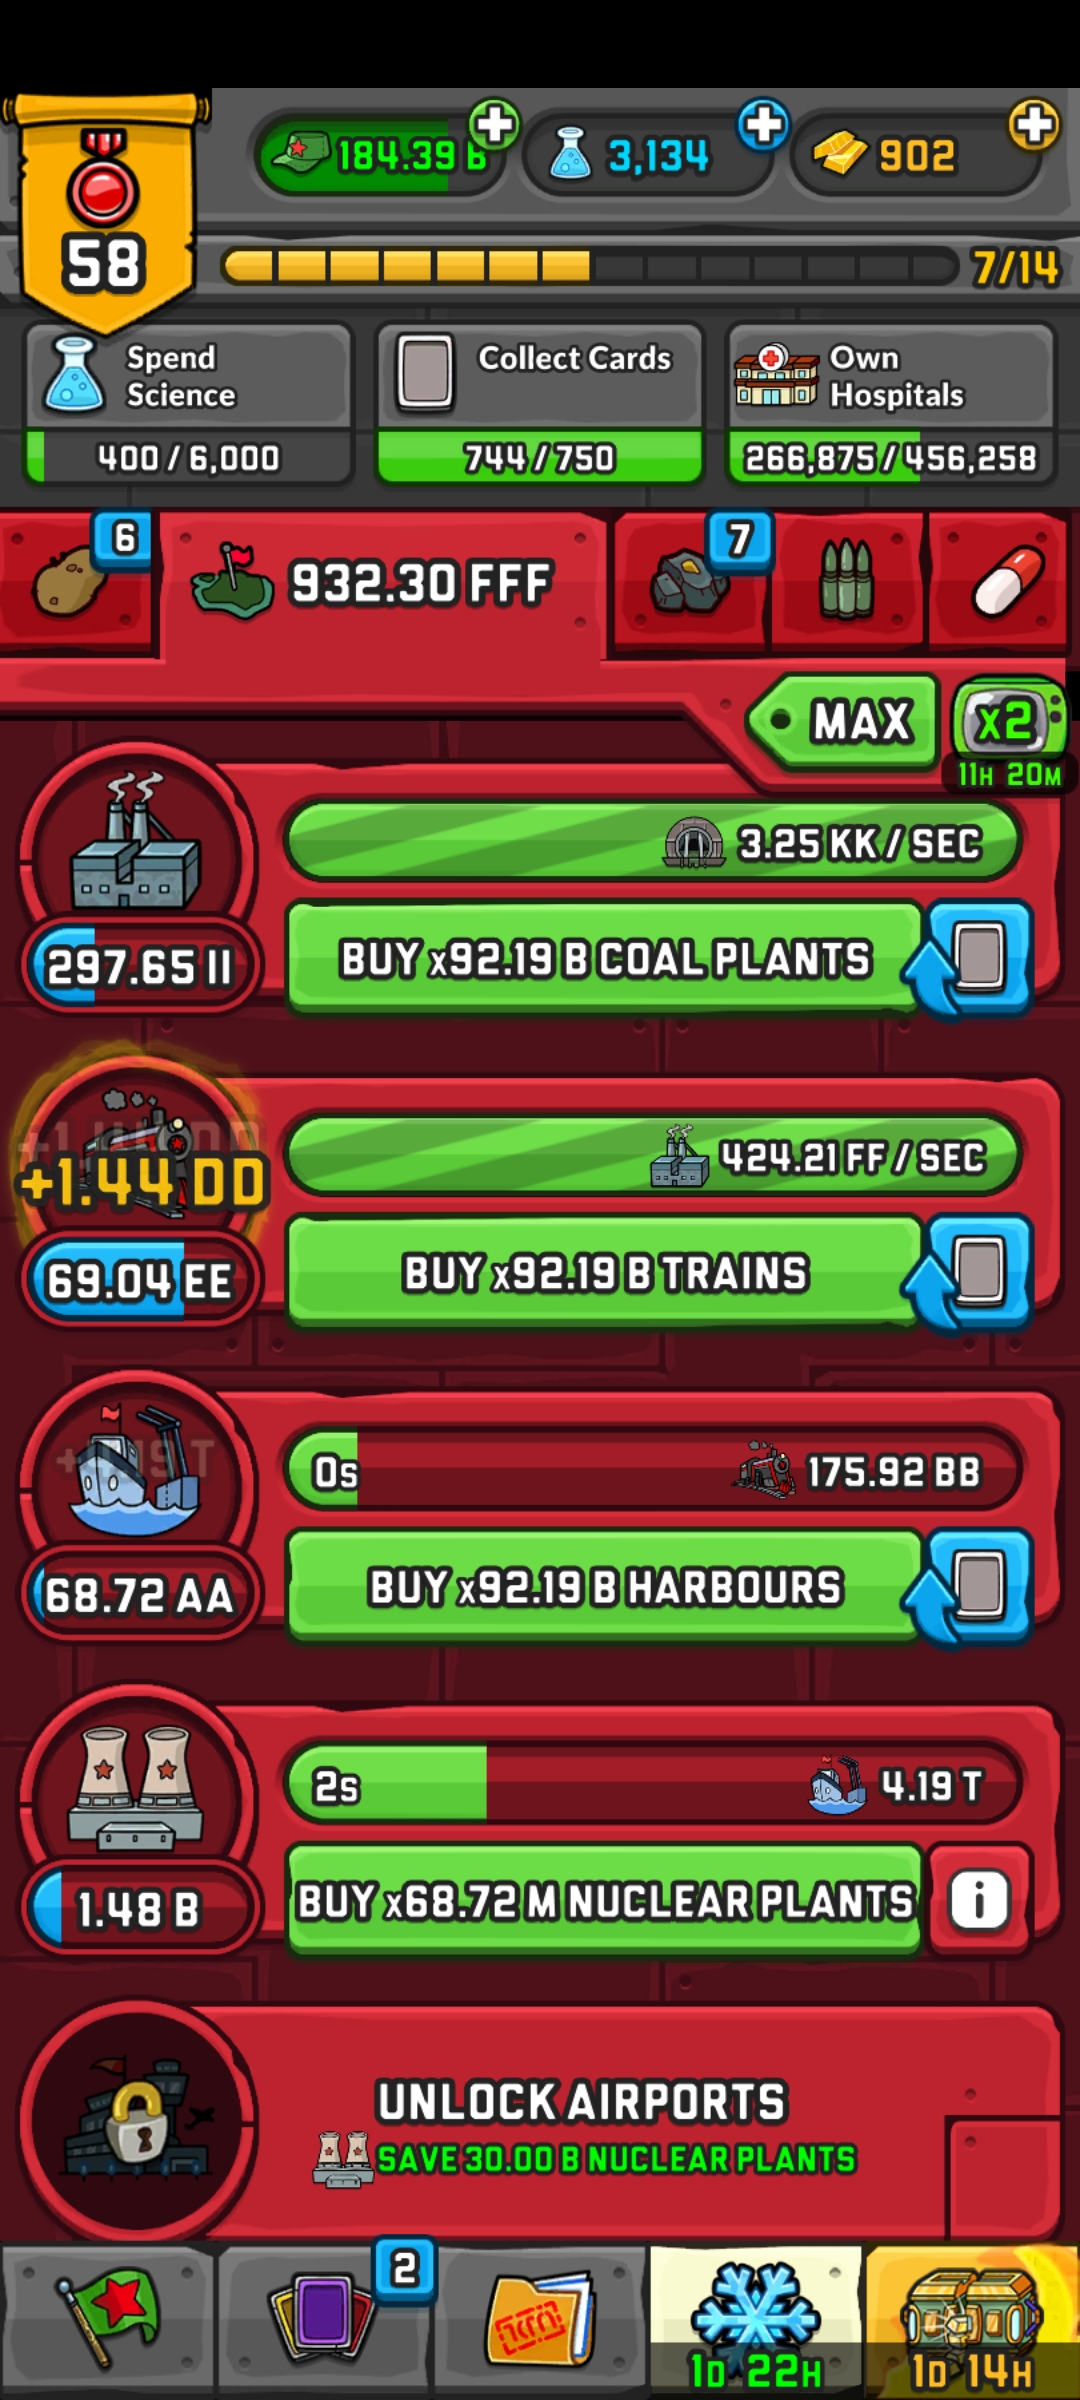 58
184.39 B
3,134
902
7/14
Spend
Science
400 / 6,000
Collect Cards
744 / 750
Own
Hospitals
266,875 / 456,258
6
932.30 FFF
7
MAX
x2
11H 20M
3.25 KK / SEC
297.65 II
BUY x92.19 B COAL PLANTS
+1.44 DD
424.21 FF / SEC
69.04 EE
BUY x92.19 B TRAINS
0s
175.92 BB
68.72 AA
BUY x92.19 B HARBOURS
2s
4.19 T
1.48 B
BUY x68.72 M NUCLEAR PLANTS
i
UNLOCK AIRPORTS
SAVE 30.00 B NUCLEAR PLANTS
2
1D 22H
1D 14H